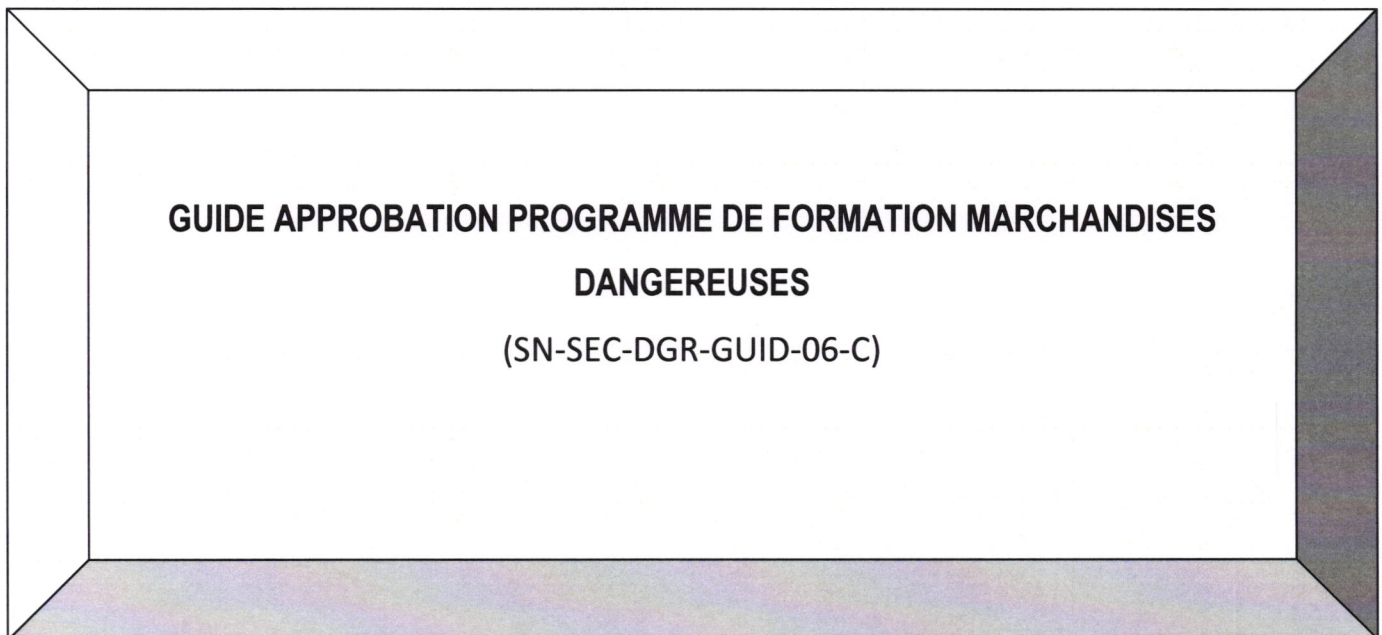 GUIDE APPROBATION PROGRAMME DE FORMATION MARCHANDISES
DANGEREUSES
(SN-SEC-DGR-GUID-06-C)